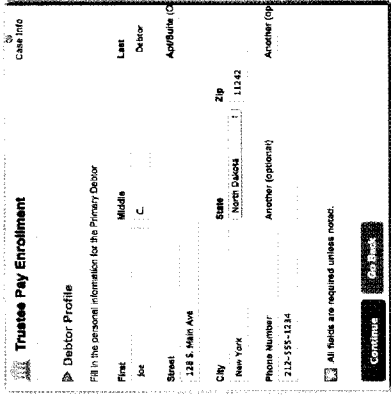 Case Info
Trustee Pay Enrollment
Debtor Profile
Fill in the personal information for the Primary Debtor
First Middle Last
Joe C. Debtor
Street Apt/Suite (O
128 S. Main Ave
City State Zip
New York North Dakota 11242
Phone Number Another (optional) Another (op
212-555-1234
All fields are required unless noted.
Continue Go Back